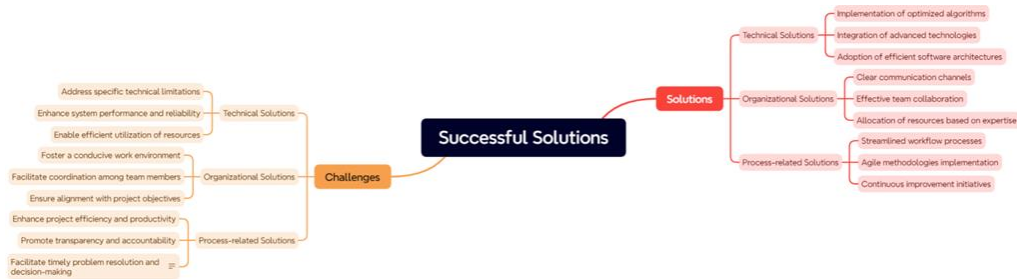 Successful Solutions
Solutions
Technical Solutions
Implementation of optimized algorithms
Integration of advanced technologies
Adoption of efficient software architectures
Organizational Solutions
Clear communication channels
Effective team collaboration
Allocation of resources based on expertise
Process-related Solutions
Streamlined workflow processes
Agile methodologies implementation
Continuous improvement initiatives
Challenges
Technical Solutions
Address specific technical limitations
Enhance system performance and reliability
Enable efficient utilization of resources
Organizational Solutions
Foster a conducive work environment
Facilitate coordination among team members
Ensure alignment with project objectives
Process-related Solutions
Enhance project efficiency and productivity
Promote transparency and accountability
Facilitate timely problem resolution and
decision-making